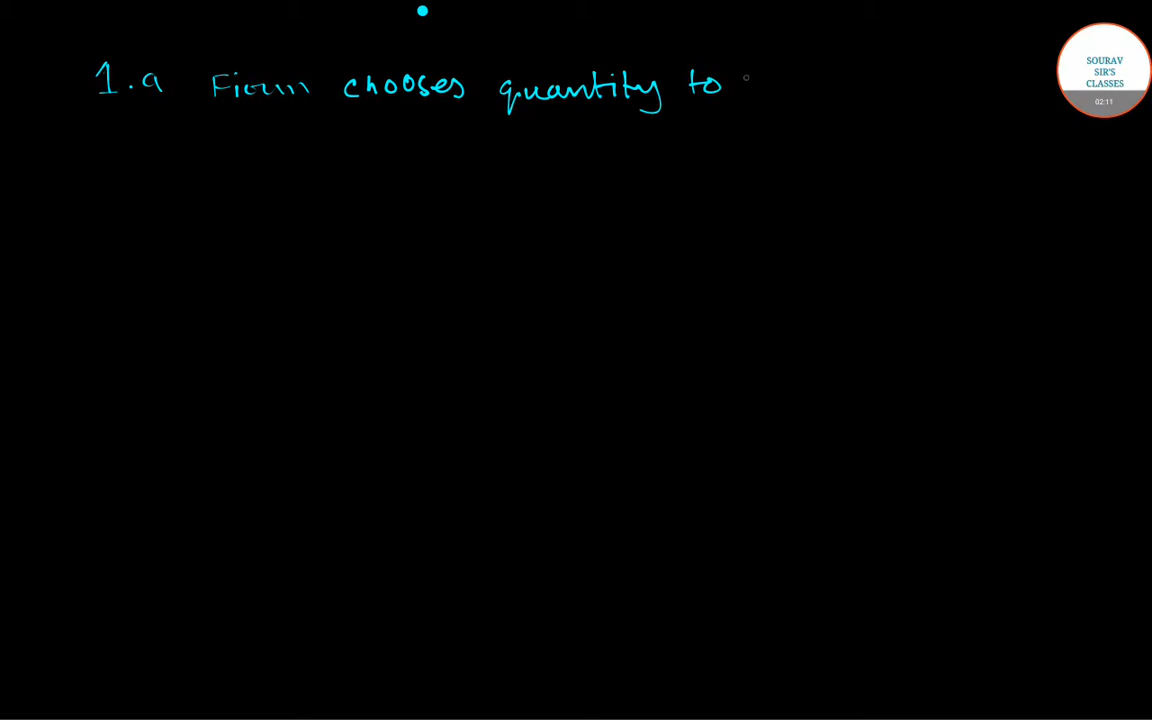 1.a Firm chooses quantity to
SOURAV
SIR'S
CLASSES
02:11